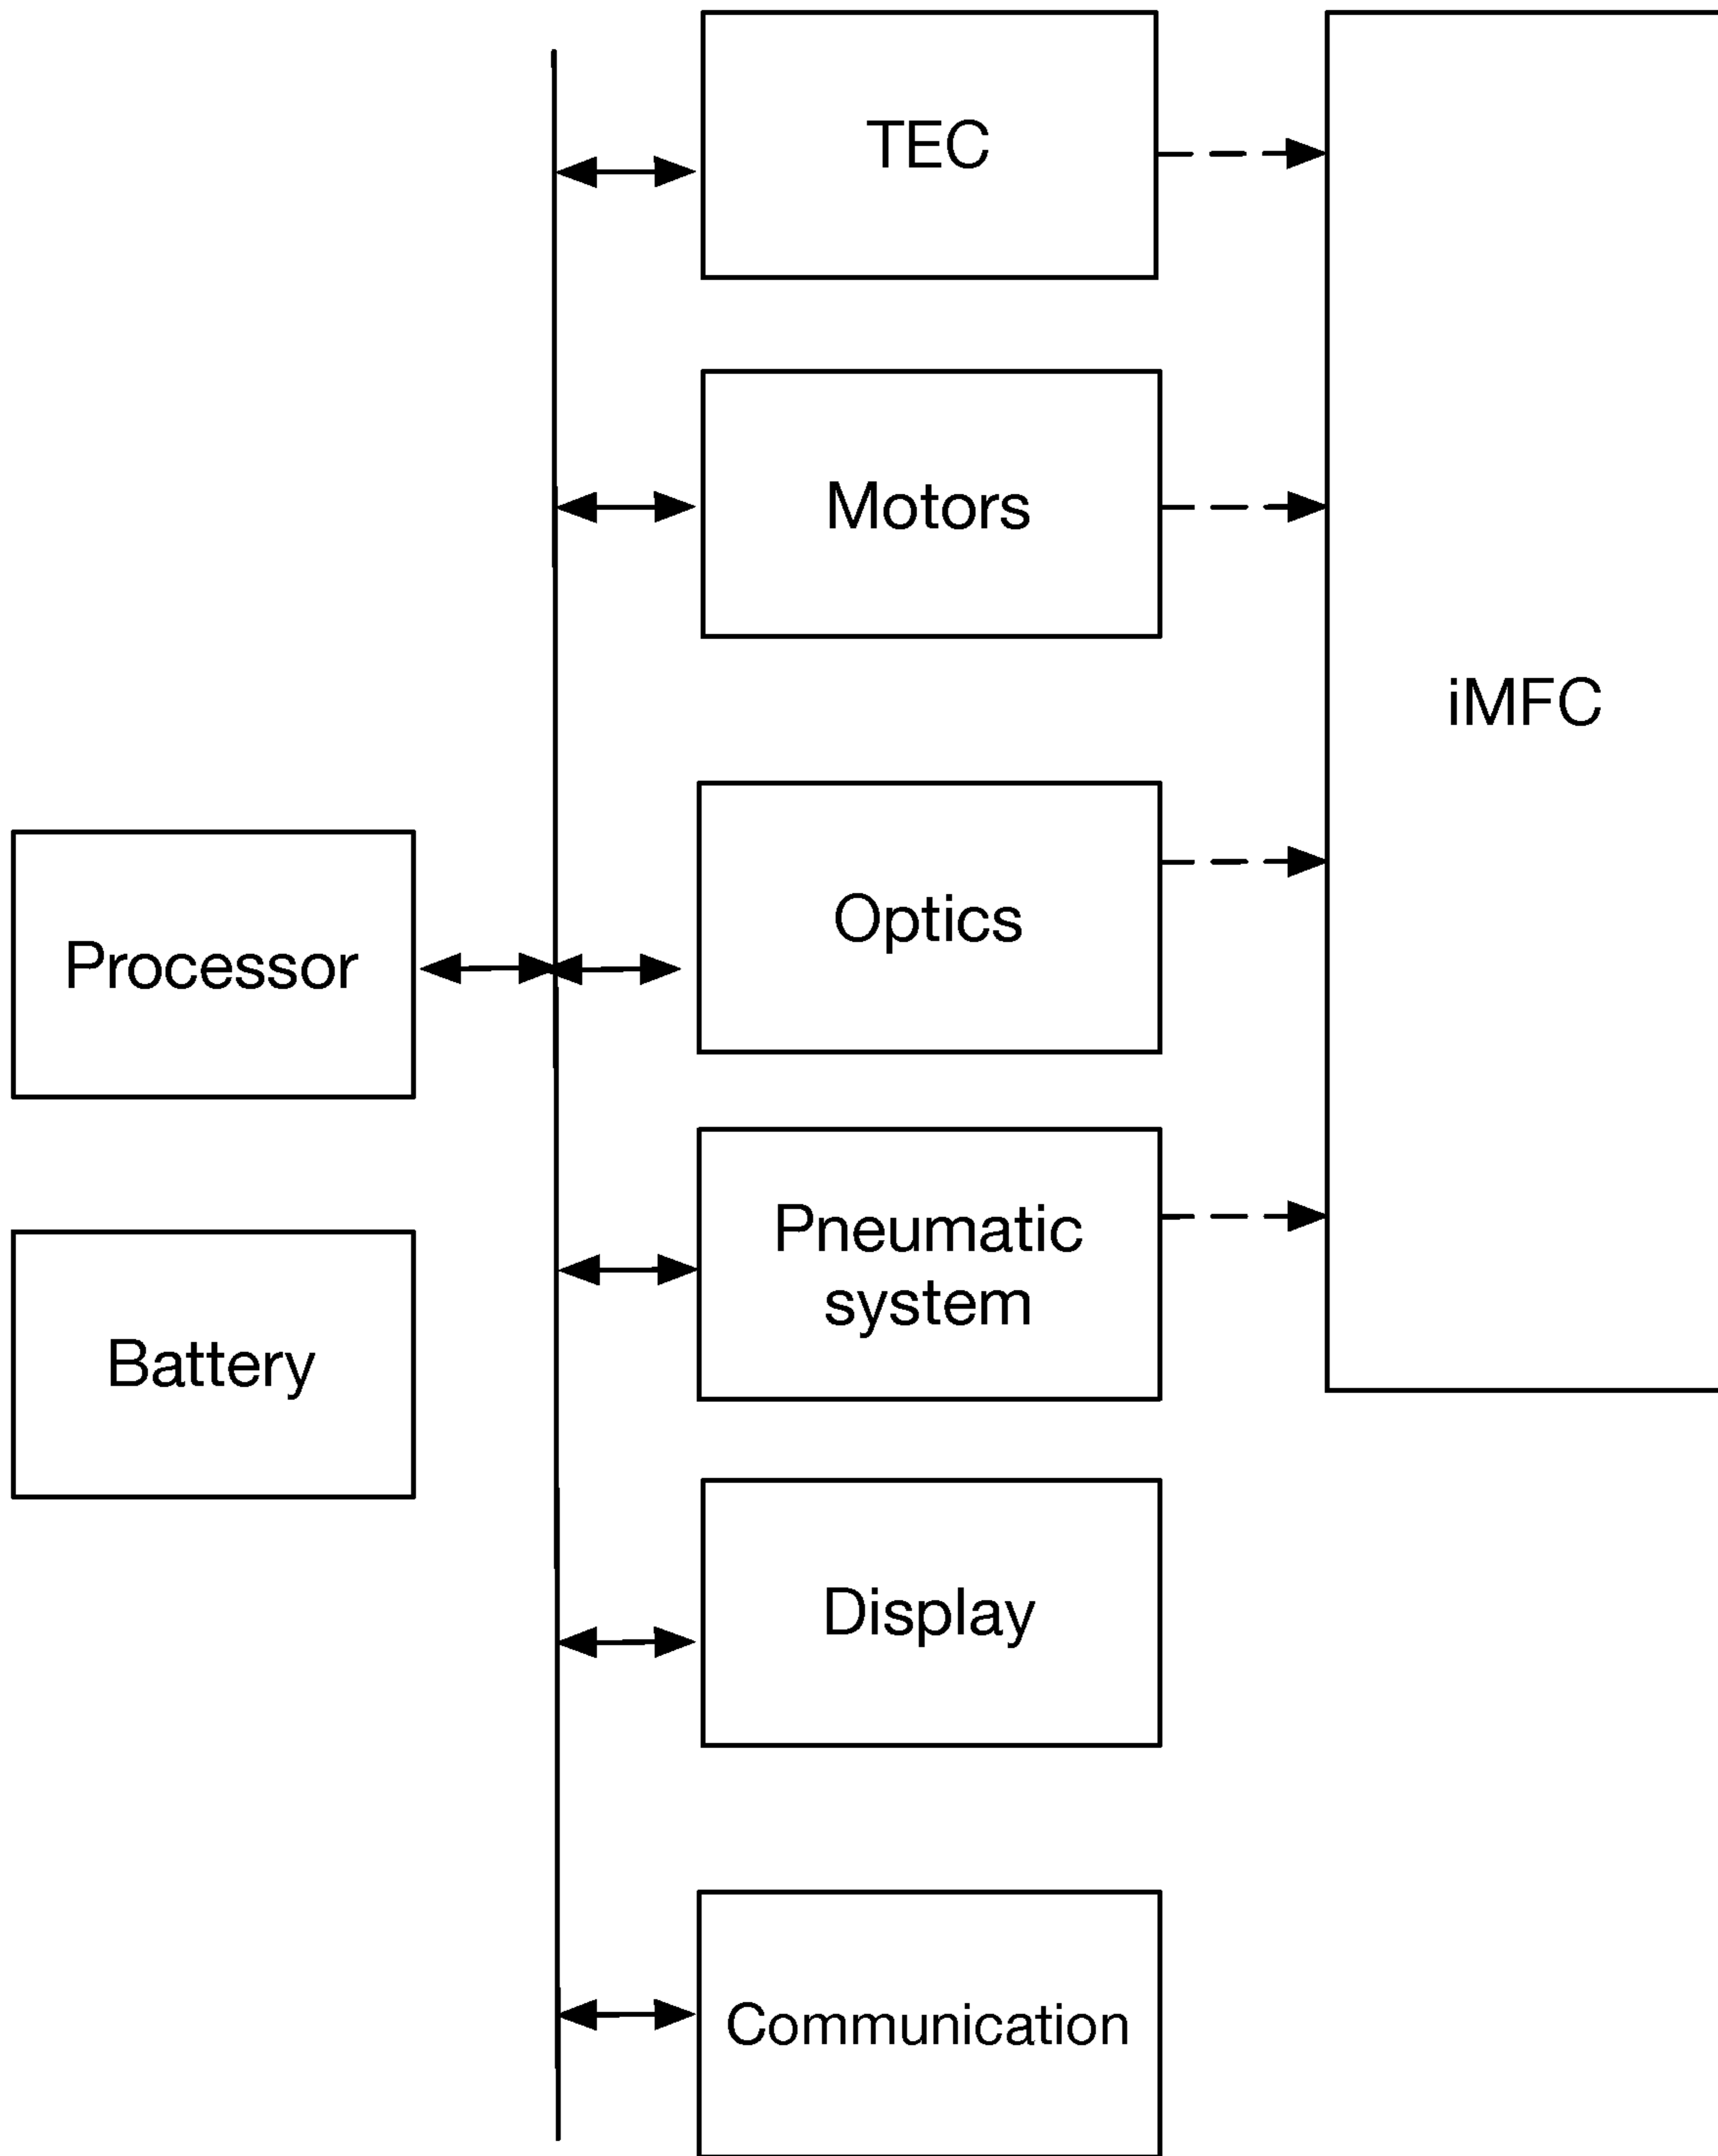 TEC
Motors
iMFC
Optics
Processor
Pneumatic
system
Battery
Display
Communication